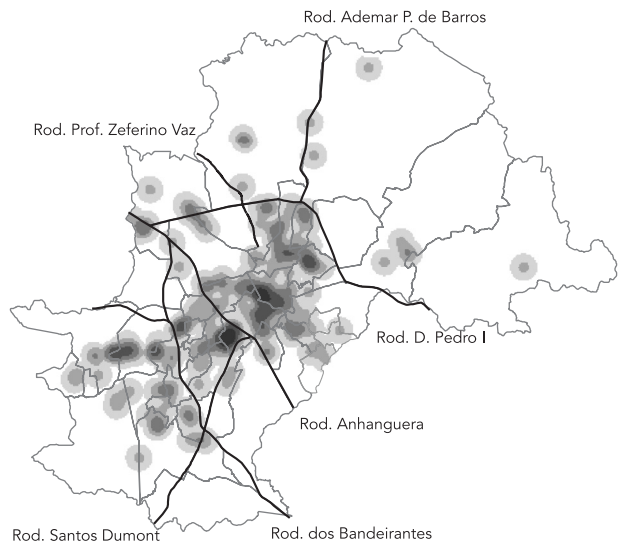 Rod. Ademar P. de Barros
Rod. Prof. Zeferino Vaz
Rod. D. Pedro I
Rod. Anhanguera
Rod. Santos Dumont
Rod. dos Bandeirantes